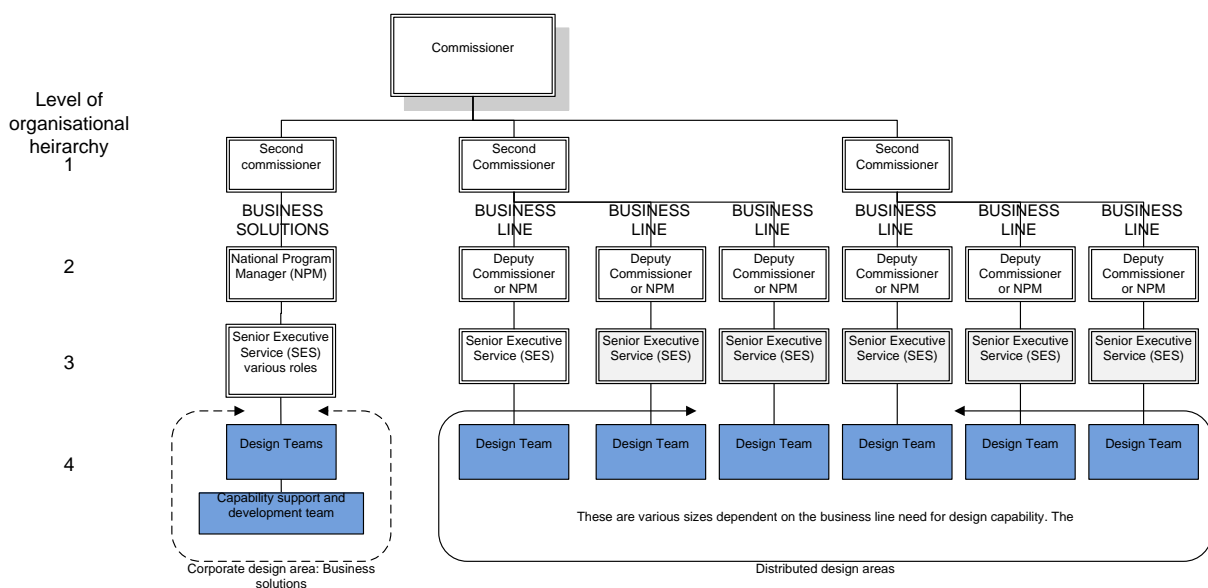 Commissioner
Level of
organisational
heirarchy
1
Second
commissioner
Second
Commissioner
Second
Commissioner
BUSINESS
SOLUTIONS
BUSINESS
LINE
BUSINESS
LINE
BUSINESS
LINE
BUSINESS
LINE
BUSINESS
LINE
BUSINESS
LINE
2
National Program
Manager (NPM)
Deputy
Commissioner
or NPM
Deputy
Commissioner
or NPM
Deputy
Commissioner
or NPM
Deputy
Commissioner
or NPM
Deputy
Commissioner
or NPM
Deputy
Commissioner
or NPM
3
Senior Executive
Service (SES)
various roles
Senior Executive
Service (SES)
Senior Executive
Service (SES)
Senior Executive
Service (SES)
Senior Executive
Service (SES)
Senior Executive
Service (SES)
Senior Executive
Service (SES)
4
Design Teams
Design Team
Design Team
Design Team
Design Team
Design Team
Design Team
Capability support and
development team
These are various sizes dependent on the business line need for design capability. The
Corporate design area: Business
solutions
Distributed design areas